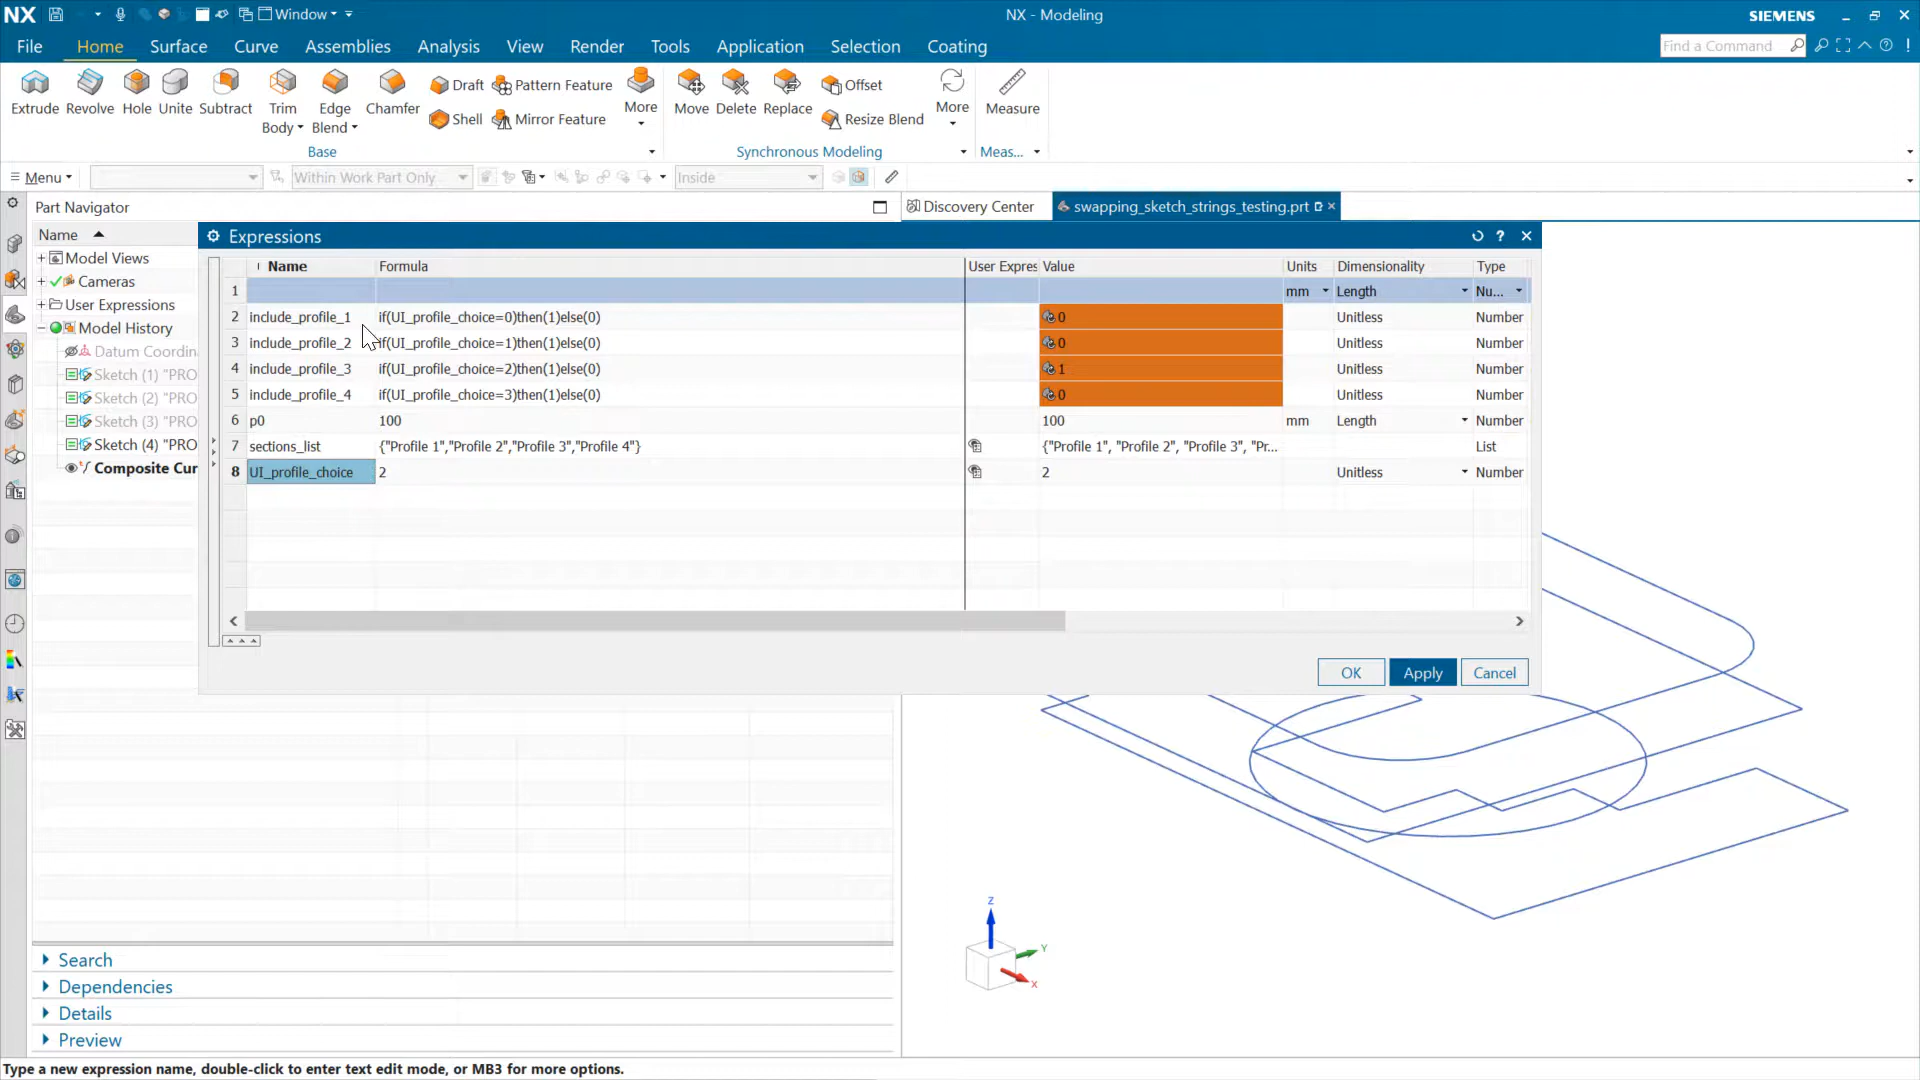 NX
Window
NX - Modeling
SIEMENS
File Home Surface Curve Assemblies Analysis View Render Tools Application Selection Coating
Find a Command
Extrude
Revolve
Hole
Unite
Subtract
Trim Body
Edge Blend
Chamfer
Draft
Shell
Pattern Feature
Mirror Feature
More
Move
Delete
Replace
Offset
Resize Blend
More
Measure
Base
Synchronous Modeling
Meas...
Menu
Within Work Part Only
Inside
Part Navigator
Discovery Center
swapping_sketch_strings_testing.prt
Name
Model Views
Cameras
User Expressions
Model History
Datum Coordin
Sketch (1) "PRO
Sketch (2) "PRO
Sketch (3) "PRO
Sketch (4) "PRO
Composite Cur
Expressions
Name Formula User Expres Value Units Dimensionality Type
1 mm Length Nu...
2 include_profile_1 if(UI_profile_choice=0)then(1)else(0) 0 Unitless Number
3 include_profile_2 if(UI_profile_choice=1)then(1)else(0) 0 Unitless Number
4 include_profile_3 if(UI_profile_choice=2)then(1)else(0) 1 Unitless Number
5 include_profile_4 if(UI_profile_choice=3)then(1)else(0) 0 Unitless Number
6 p0 100 100 mm Length Number
7 sections_list {"Profile 1","Profile 2","Profile 3","Profile 4"} {"Profile 1", "Profile 2", "Profile 3", "Pr... List
8 UI_profile_choice 2 2 Unitless Number
OK Apply Cancel
Z
Y
X
Search
Dependencies
Details
Preview
Type a new expression name, double-click to enter text edit mode, or MB3 for more options.